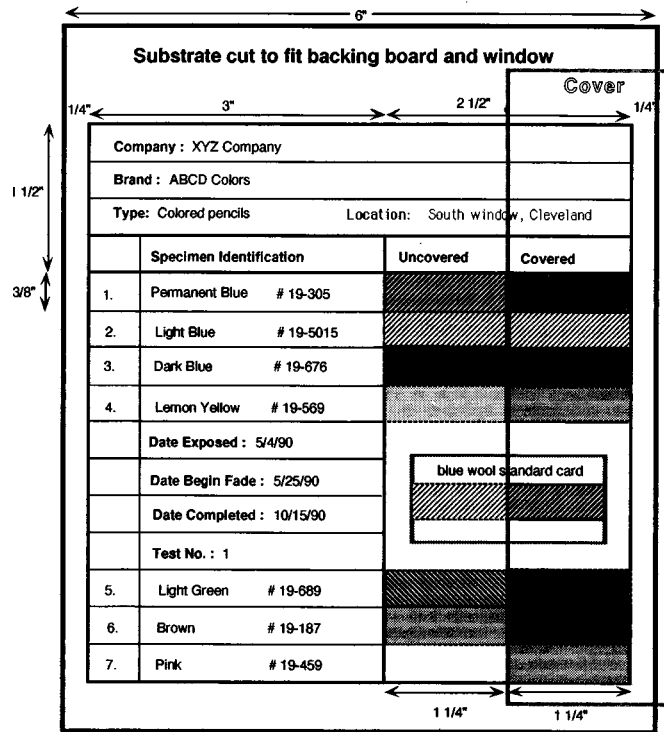 6"
Substrate cut to fit backing board and window
Cover
1/4" 3" 2 1/2" 1/4"
Company : XYZ Company
1 1/2"
Brand : ABCD Colors
Type: Colored pencils Location: South window, Cleveland
Specimen Identification Uncovered Covered
3/8"
1. Permanent Blue # 19-305
2. Light Blue # 19-5015
3. Dark Blue # 19-676
4. Lemon Yellow # 19-569
Date Exposed : 5/4/90
blue wool standard card
Date Begin Fade : 5/25/90
Date Completed : 10/15/90
Test No. : 1
5. Light Green # 19-689
6. Brown # 19-187
7. Pink # 19-459
1 1/4" 1 1/4"